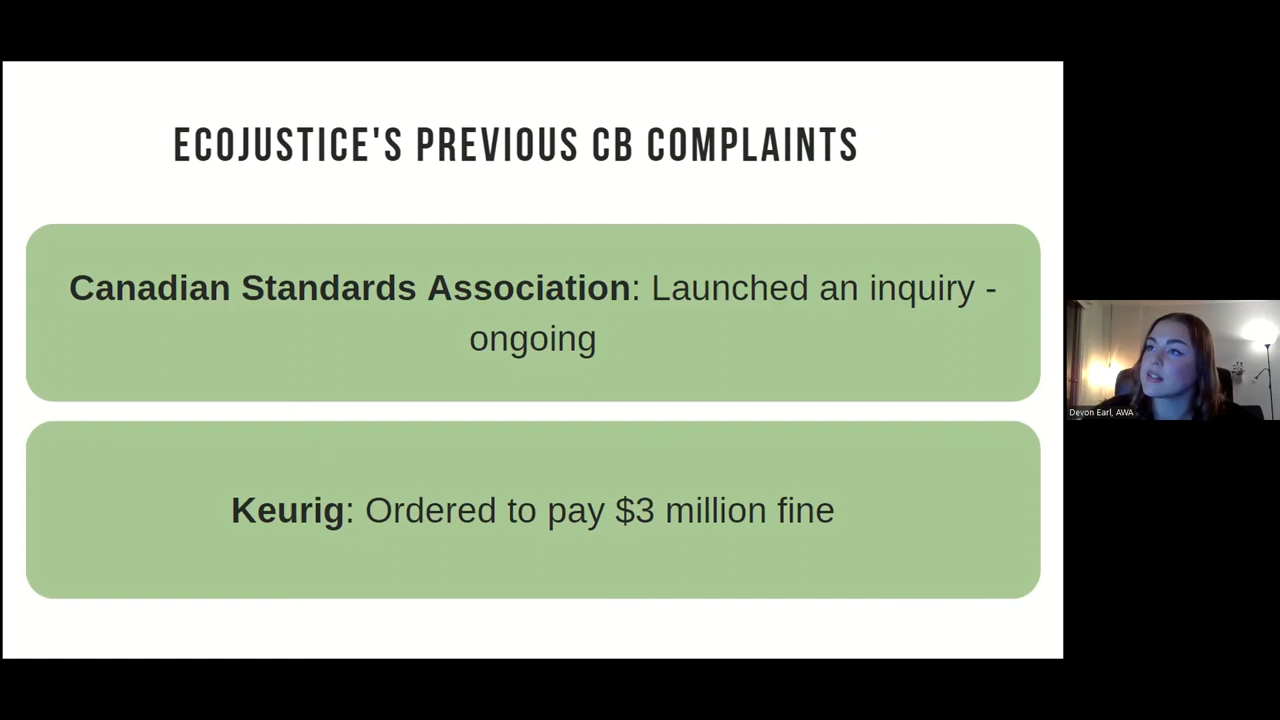 ECOJUSTICE'S PREVIOUS CB COMPLAINTS
Canadian Standards Association: Launched an inquiry -
ongoing
Keurig: Ordered to pay $3 million fine
Devon Earl, AWA